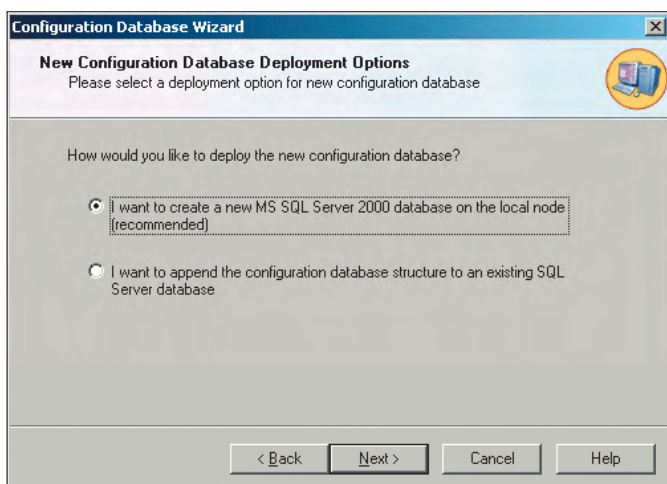 Configuration Database Wizard
New Configuration Database Deployment Options
Please select a deployment option for new configuration database
How would you like to deploy the new configuration database?
I want to create a new MS SQL Server 2000 database on the local node
(recommended)
I want to append the configuration database structure to an existing SQL
Server database
< Back
Next >
Cancel
Help